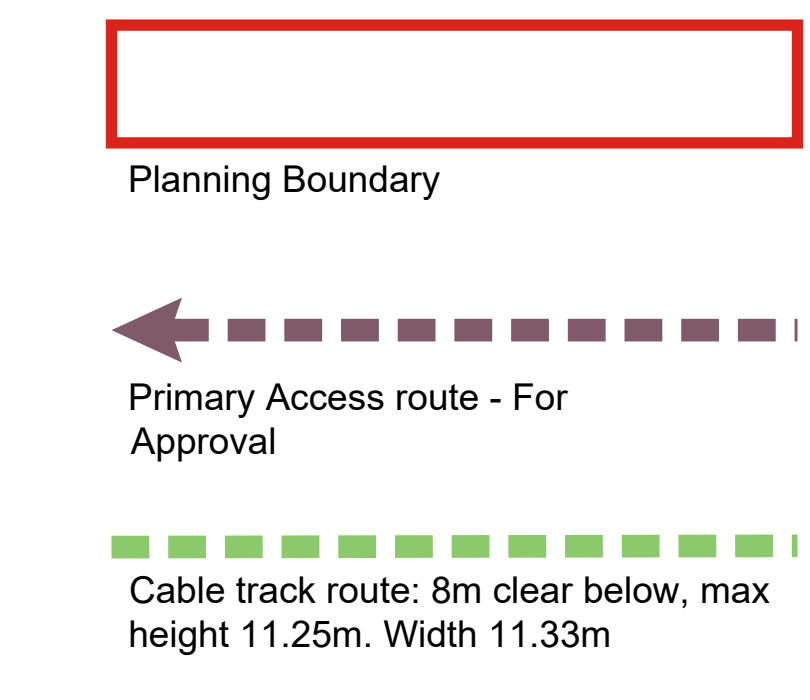 Planning Boundary
Primary Access route - For
Approval
Cable track route: 8m clear below, max
height 11.25m. Width 11.33m